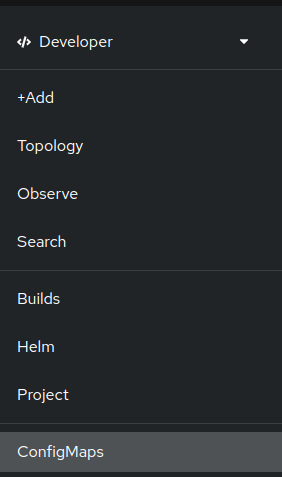 Developer
+Add
Topology
Observe
Search
Builds
Helm
Project
ConfigMaps